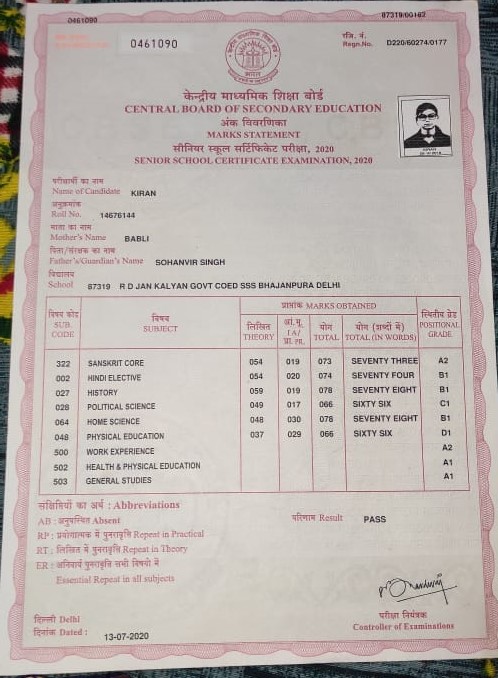 0461090
87319/00162
0461090
रजि. नं.
Regn.No. D220/60274/0177
भारत
केन्द्रीय माध्यमिक शिक्षा बोर्ड
CENTRAL BOARD OF SECONDARY EDUCATION
अंक विवरणिका
MARKS STATEMENT
सीनियर स्कूल सर्टिफिकेट परीक्षा, 2020
SENIOR SCHOOL CERTIFICATE EXAMINATION, 2020
KIRAN
परीक्षार्थी का नाम
Name of Candidate KIRAN
अनुक्रमांक
Roll No. 14676144
माता का नाम
Mother's Name BABLI
पिता/संरक्षक का नाम
Father's/Guardian's Name SOHANVIR SINGH
विद्यालय
School 87319 R D JAN KALYAN GOVT COED SSS BHAJANPURA DELHI
विषय कोड SUB. CODE
विषय SUBJECT
प्राप्तांक MARKS OBTAINED
लिखित THEORY
आं.मू. I A/ प्रा. PR.
योग TOTAL
योग (शब्दों में) TOTAL (IN WORDS)
स्थितीय ग्रेड POSITIONAL GRADE
322 SANSKRIT CORE 054 019 073 SEVENTY THREE A2
002 HINDI ELECTIVE 054 020 074 SEVENTY FOUR B1
027 HISTORY 059 019 078 SEVENTY EIGHT B1
028 POLITICAL SCIENCE 049 017 066 SIXTY SIX C1
064 HOME SCIENCE 048 030 078 SEVENTY EIGHT B1
048 PHYSICAL EDUCATION 037 029 066 SIXTY SIX D1
500 WORK EXPERIENCE A2
502 HEALTH & PHYSICAL EDUCATION A1
503 GENERAL STUDIES A1
संक्षिप्तियों का अर्थ : Abbreviations
AB : अनुपस्थित Absent
परिणाम Result PASS
RP : प्रयोगात्मक में पुनरावृत्ति Repeat in Practical
RT : लिखित में पुनरावृत्ति Repeat in Theory
ER : अनिवार्य पुनरावृत्ति सभी विषयों में
Essential Repeat in all subjects
दिल्ली Delhi
दिनांक Dated : 13-07-2020
परीक्षा नियंत्रक
Controller of Examinations